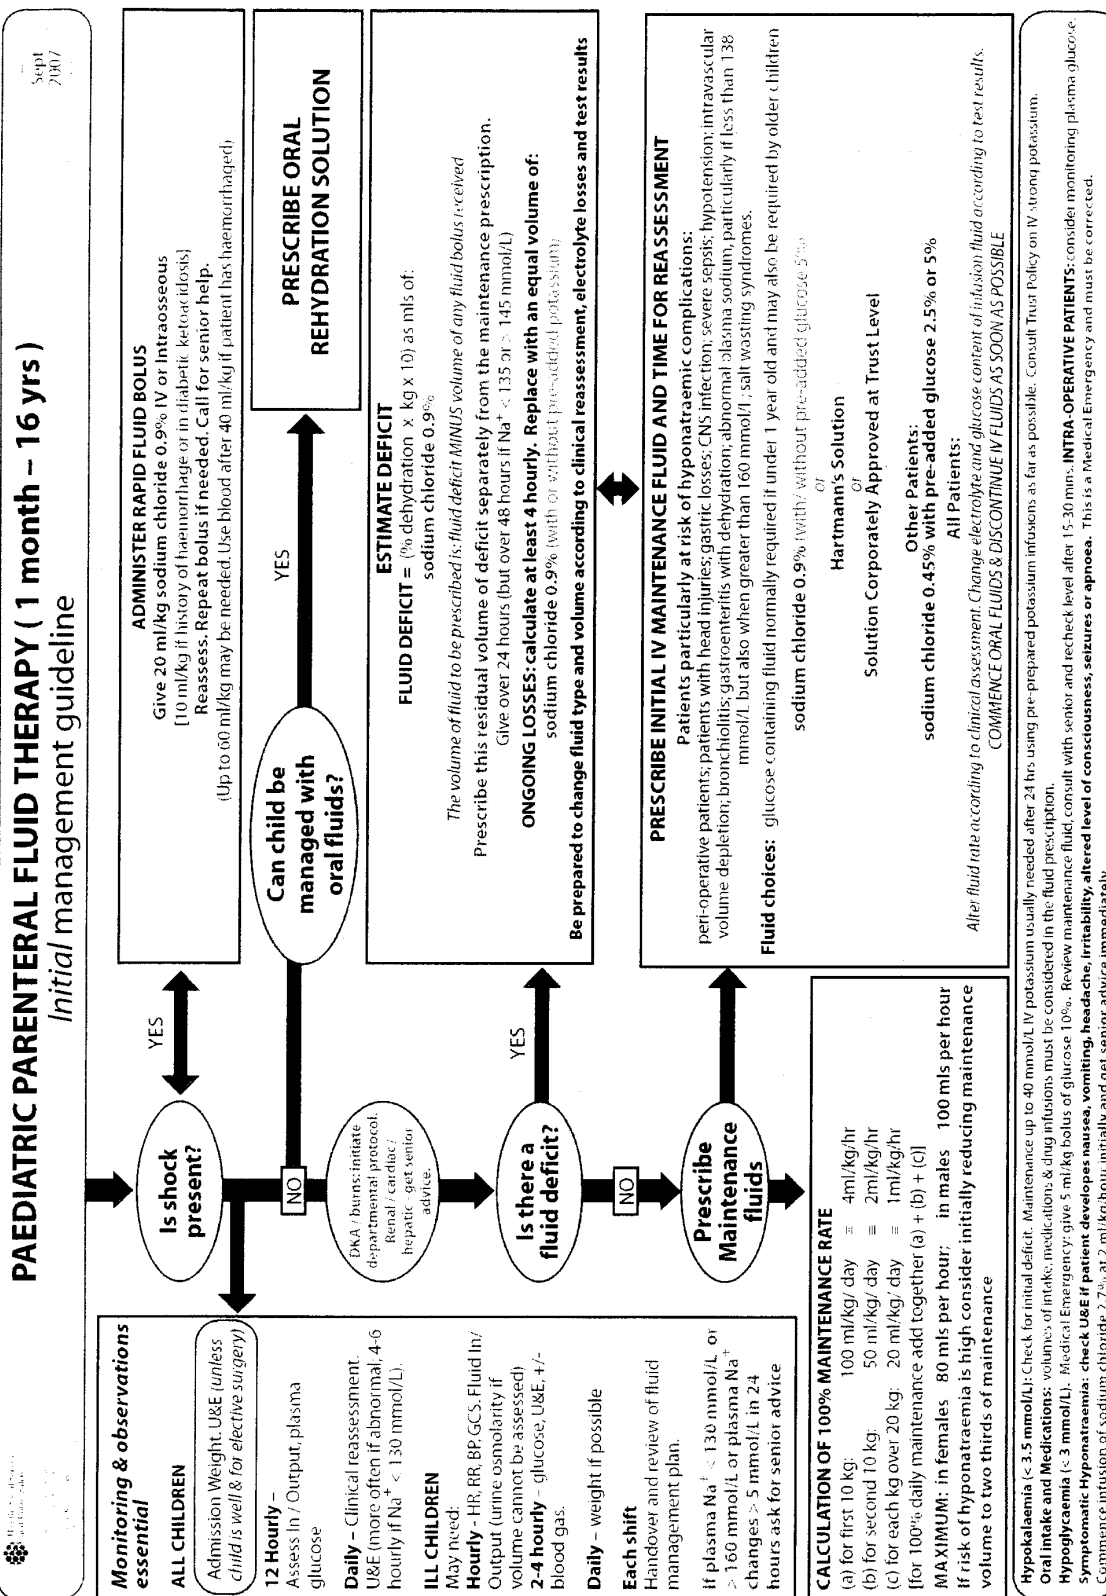 Sept
2007
PAEDIATRIC PARENTERAL FLUID THERAPY ( 1 month – 16 yrs )
Initial management guideline
Is shock
present?
YES
ADMINISTER RAPID FLUID BOLUS
Give 20 ml/kg sodium chloride 0.9% IV or Intraosseous
[10 ml/kg if history of haemorrhage or in diabetic ketoacidosis]
Reassess. Repeat bolus if needed. Call for senior help.
(Up to 60 ml/kg may be needed. Use blood after 40 ml/kg if patient has haemorrhaged)
NO
Can child be
managed with
oral fluids?
YES
PRESCRIBE ORAL
REHYDRATION SOLUTION
DKA / burns: initiate
departmental protocol.
Renal / cardiac /
hepatic - get senior
advice.
Is there a
fluid deficit?
YES
ESTIMATE DEFICIT
FLUID DEFICIT = (% dehydration x kg x 10) as mls of:
sodium chloride 0.9%
The volume of fluid to be prescribed is: fluid deficit MINUS volume of any fluid bolus received
Prescribe this residual volume of deficit separately from the maintenance prescription.
Give over 24 hours (but over 48 hours if Na⁺ < 135 or > 145 mmol/L)
ONGOING LOSSES: calculate at least 4 hourly. Replace with an equal volume of:
sodium chloride 0.9% (with or without pre-added potassium)
Be prepared to change fluid type and volume according to clinical reassessment, electrolyte losses and test results
NO
Prescribe
Maintenance
fluids
PRESCRIBE INITIAL IV MAINTENANCE FLUID AND TIME FOR REASSESSMENT
Patients particularly at risk of hyponatraemic complications:
peri-operative patients; patients with head injuries; gastric losses; CNS infection; severe sepsis; hypotension; intravascular
volume depletion; bronchiolitis; gastroenteritis with dehydration; abnormal plasma sodium, particularly if less than 138
mmol/L but also when greater than 160 mmol/L; salt wasting syndromes.
Fluid choices: glucose containing fluid normally required if under 1 year old and may also be required by older children
sodium chloride 0.9% (with/ without pre-added glucose 5%)
or
Hartmann's Solution
or
Solution Corporately Approved at Trust Level
Other Patients:
sodium chloride 0.45% with pre-added glucose 2.5% or 5%
All Patients:
Alter fluid rate according to clinical assessment. Change electrolyte and glucose content of infusion fluid according to test results.
COMMENCE ORAL FLUIDS & DISCONTINUE IV FLUIDS AS SOON AS POSSIBLE
Monitoring & observations
essential
ALL CHILDREN
Admission Weight. U&E (unless
child is well & for elective surgery)
12 Hourly –
Assess In / Output, plasma
glucose
Daily – Clinical reassessment.
U&E (more often if abnormal; 4-6
hourly if Na⁺ < 130 mmol/L).
ILL CHILDREN
May need:
Hourly - HR, RR, BP, GCS. Fluid In/
Output (urine osmolarity if
volume cannot be assessed)
2-4 hourly – glucose, U&E, +/-
blood gas.
Daily – weight if possible
Each shift
Handover and review of fluid
management plan.
If plasma Na⁺ < 130 mmol/L, or
> 160 mmol/L or plasma Na⁺
changes > 5 mmol/L in 24
hours ask for senior advice
CALCULATION OF 100% MAINTENANCE RATE
(a) for first 10 kg: 100 ml/kg/ day ≡ 4ml/kg/hr
(b) for second 10 kg: 50 ml/kg/ day ≡ 2ml/kg/hr
(c) for each kg over 20 kg: 20 ml/kg/ day ≡ 1ml/kg/hr
[for 100% daily maintenance add together (a) + (b) + (c)]
MAXIMUM: in females 80 mls per hour; in males 100 mls per hour
If risk of hyponatraemia is high consider initially reducing maintenance
volume to two thirds of maintenance
Hypokalaemia (< 3.5 mmol/L): Check for initial deficit. Maintenance up to 40 mmol/L IV potassium usually needed after 24 hrs using pre-prepared potassium infusions as far as possible. Consult Trust Policy on IV strong potassium.
Oral intake and Medications: volumes of intake, medications & drug infusions must be considered in the fluid prescription.
Hypoglycaemia (< 3 mmol/L). Medical Emergency: give 5 ml/kg bolus of glucose 10%. Review maintenance fluid, consult with senior and recheck level after 15-30 mins. INTRA-OPERATIVE PATIENTS: consider monitoring plasma glucose.
Symptomatic Hyponatraemia: check U&E if patient develops nausea, vomiting, headache, irritability, altered level of consciousness, seizures or apnoea. This is a Medical Emergency and must be corrected.
Commence infusion of sodium chloride 2.7% at 2 ml/kg/hour initially and get senior advice immediately.